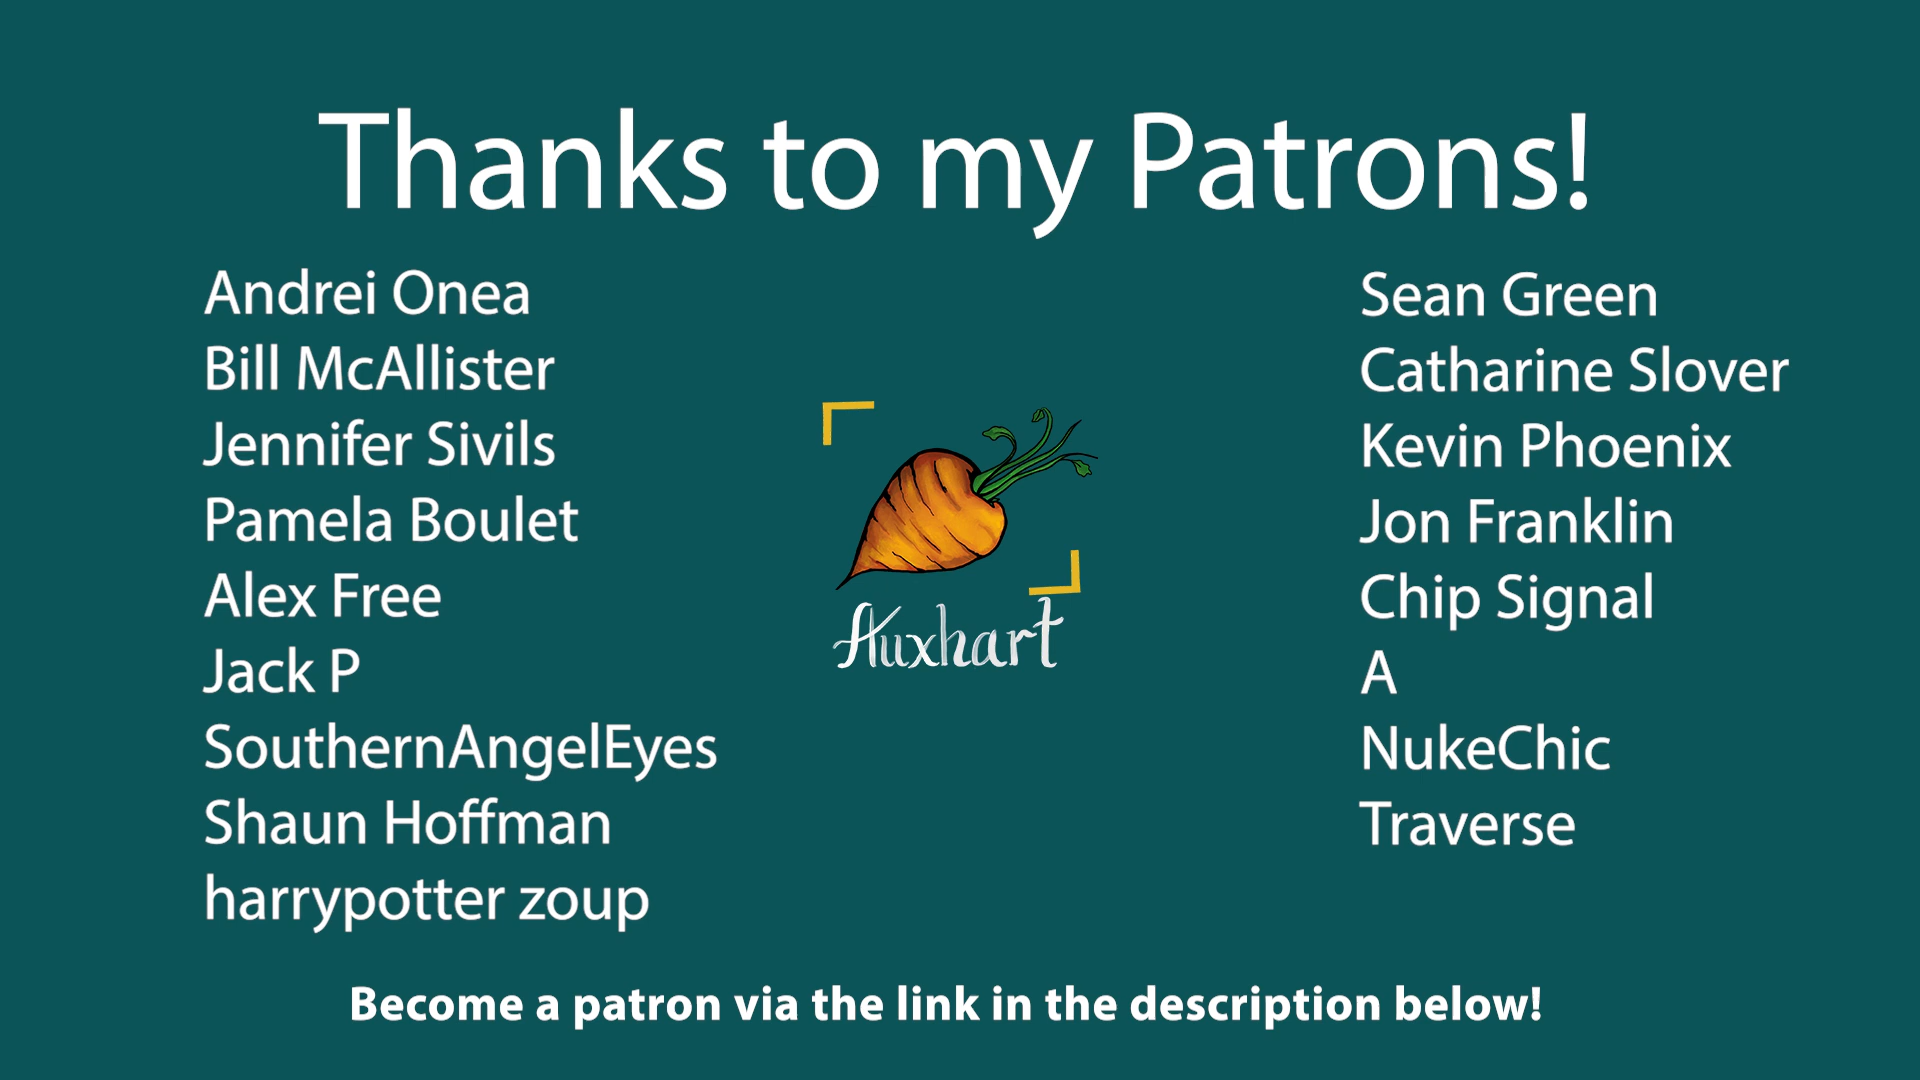 Thanks to my Patrons!
Andrei Onea
Bill McAllister
Jennifer Sivils
Pamela Boulet
Alex Free
Jack P
SouthernAngelEyes
Shaun Hoffman
harrypotter zoup
Auxhart
Sean Green
Catharine Slover
Kevin Phoenix
Jon Franklin
Chip Signal
A
NukeChic
Traverse
Become a patron via the link in the description below!